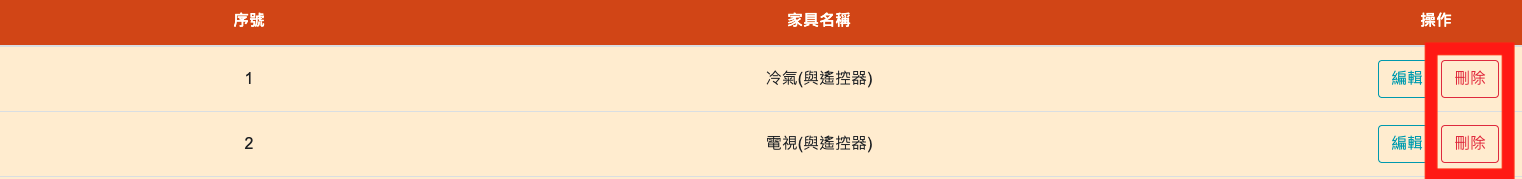 序號 家具名稱 操作
1 冷氣(與遙控器) 編輯 刪除
2 電視(與遙控器) 編輯 刪除